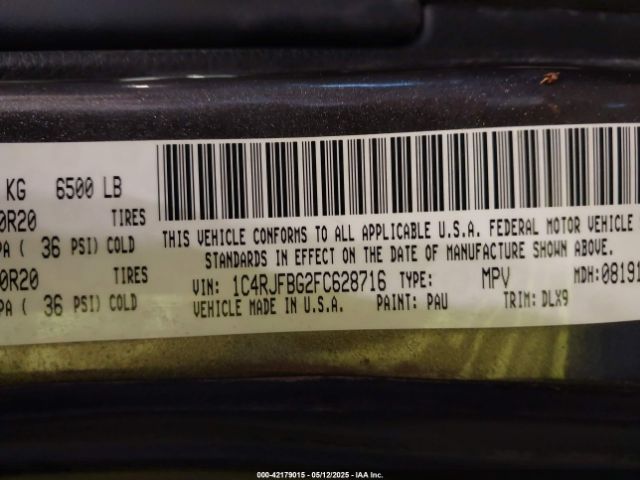 KG 6500 LB
0R20 TIRES
PA ( 36 PSI) COLD
0R20 TIRES
PA ( 36 PSI) COLD
THIS VEHICLE CONFORMS TO ALL APPLICABLE U.S.A. FEDERAL MOTOR VEHICLE
STANDARDS IN EFFECT ON THE DATE OF MANUFACTURE SHOWN ABOVE.
VIN: 1C4RJFBG2FC628716 TYPE: MPV MDH: 08191
VEHICLE MADE IN U.S.A. PAINT: PAU TRIM: DLX9
000-42179015 - 05/12/2025 - IAA Inc.